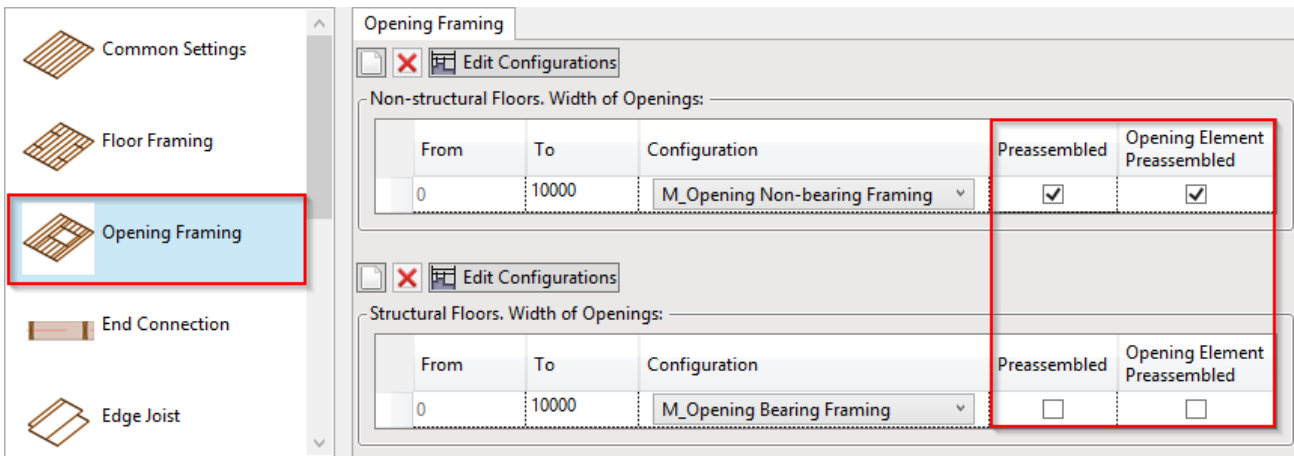 Common Settings
Floor Framing
Opening Framing
End Connection
Edge Joist
Opening Framing
Edit Configurations
Non-structural Floors. Width of Openings:
From To Configuration Preassembled Opening Element
Preassembled
0 10000 M_Opening Non-bearing Framing
Edit Configurations
Structural Floors. Width of Openings:
From To Configuration Preassembled Opening Element
Preassembled
0 10000 M_Opening Bearing Framing